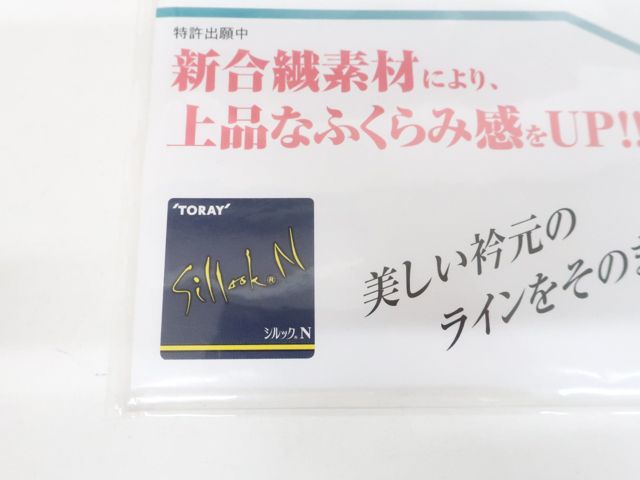 特許出願中
新合繊素材により、
上品なふくらみ感をUP!!
'TORAY'
Sillook® N
シルック® N
美しい衿元の
ラインをそのま